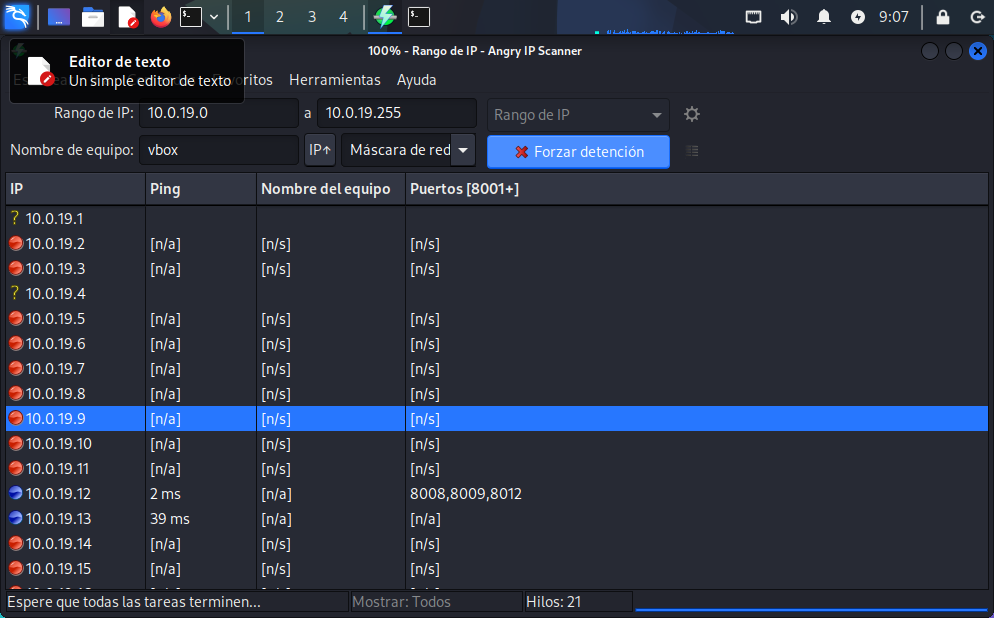 1 2 3 4 9:07
100% - Rango de IP - Angry IP Scanner
Editor de texto
Un simple editor de texto
Herramientas Ayuda
Rango de IP: 10.0.19.0 a 10.0.19.255 Rango de IP
Nombre de equipo: vbox IP↑ Máscara de red Forzar detención
IP Ping Nombre del equipo Puertos [8001+]
10.0.19.1
10.0.19.2 [n/a] [n/s] [n/s]
10.0.19.3 [n/a] [n/s] [n/s]
10.0.19.4
10.0.19.5 [n/a] [n/s] [n/s]
10.0.19.6 [n/a] [n/s] [n/s]
10.0.19.7 [n/a] [n/s] [n/s]
10.0.19.8 [n/a] [n/s] [n/s]
10.0.19.9 [n/a] [n/s] [n/s]
10.0.19.10 [n/a] [n/s] [n/s]
10.0.19.11 [n/a] [n/s] [n/s]
10.0.19.12 2 ms [n/a] 8008,8009,8012
10.0.19.13 39 ms [n/a] [n/a]
10.0.19.14 [n/a] [n/s] [n/s]
10.0.19.15 [n/a] [n/s] [n/s]
Espere que todas las tareas terminen... Mostrar: Todos Hilos: 21